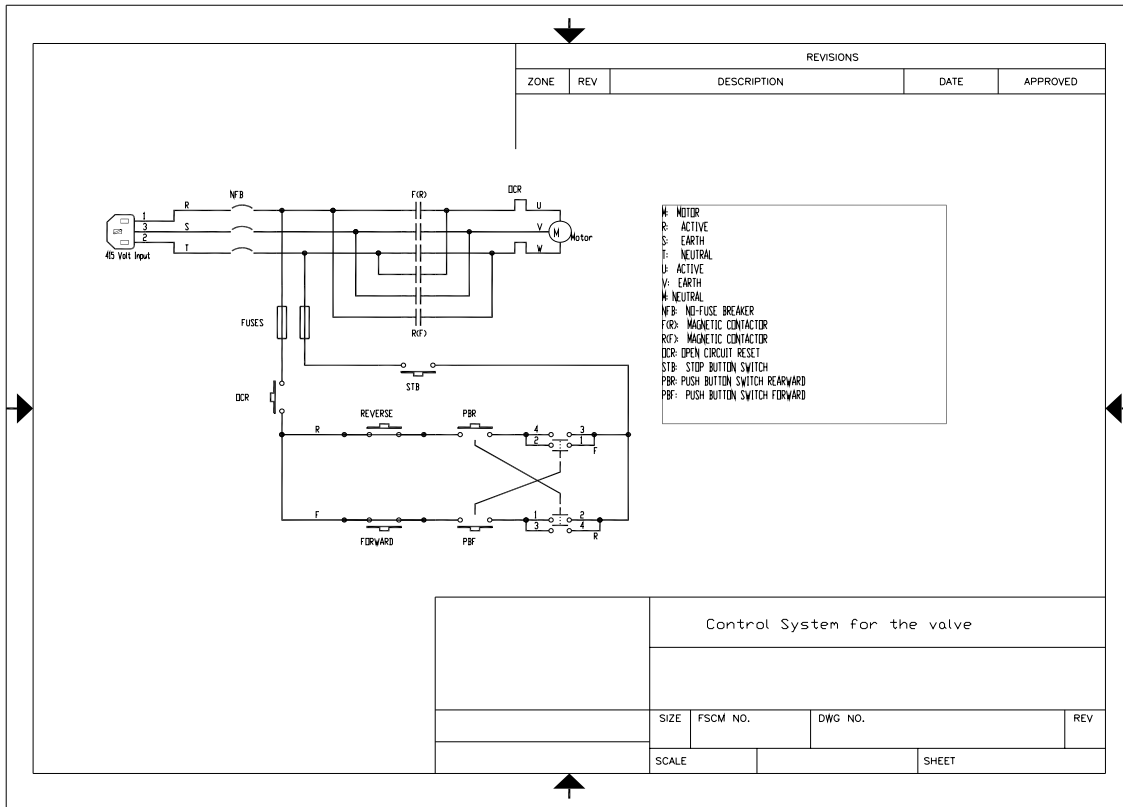 REVISIONS
ZONE REV DESCRIPTION DATE APPROVED
NFB F(R) OCR
1 R U
3 S V M Motor
2 T W
415 Volt Input
FUSES
R(F)
STB
OCR
REVERSE PBR
R 4 3
2 1
F
F 1 2
3 4
R
FORWARD PBF
M: MOTOR
R: ACTIVE
S: EARTH
T: NEUTRAL
U: ACTIVE
V: EARTH
W: NEUTRAL
NFB: NO-FUSE BREAKER
F(R): MAGNETIC CONTACTOR
R(F): MAGNETIC CONTACTOR
OCR: OPEN CIRCUIT RESET
STB: STOP BUTTON SWITCH
PBR: PUSH BUTTON SWITCH REARWARD
PBF: PUSH BUTTON SWITCH FORWARD
Control System for the valve
SIZE FSCM NO. DWG NO. REV
SCALE SHEET